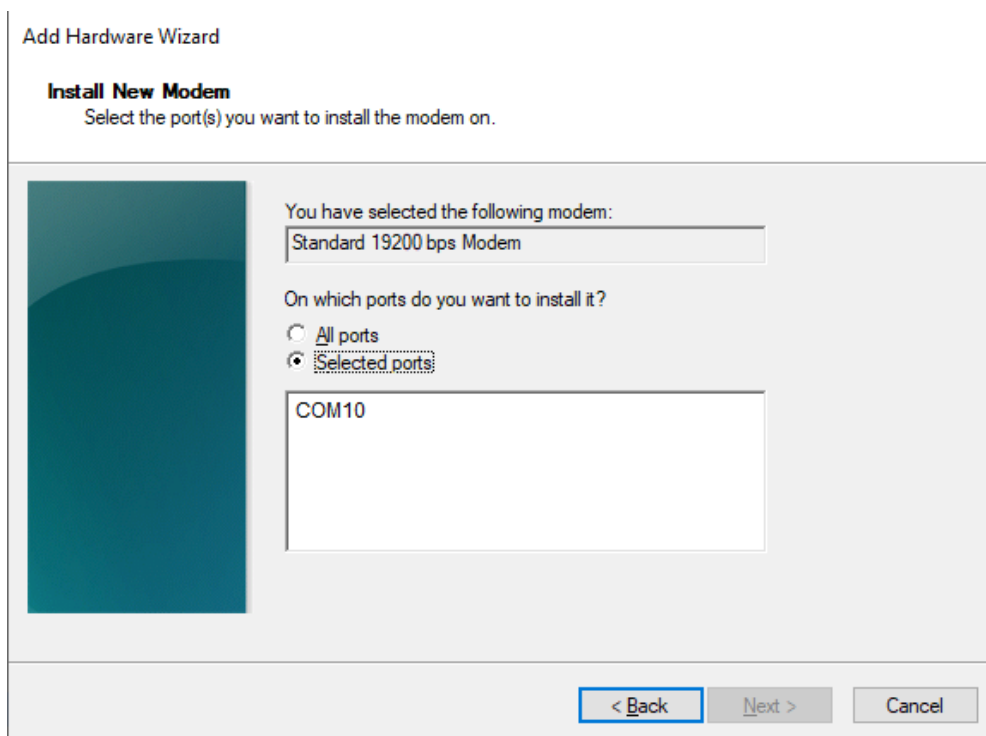 Add Hardware Wizard
Install New Modem
Select the port(s) you want to install the modem on.
You have selected the following modem:
Standard 19200 bps Modem
On which ports do you want to install it?
All ports
Selected ports
COM10
< Back
Next >
Cancel